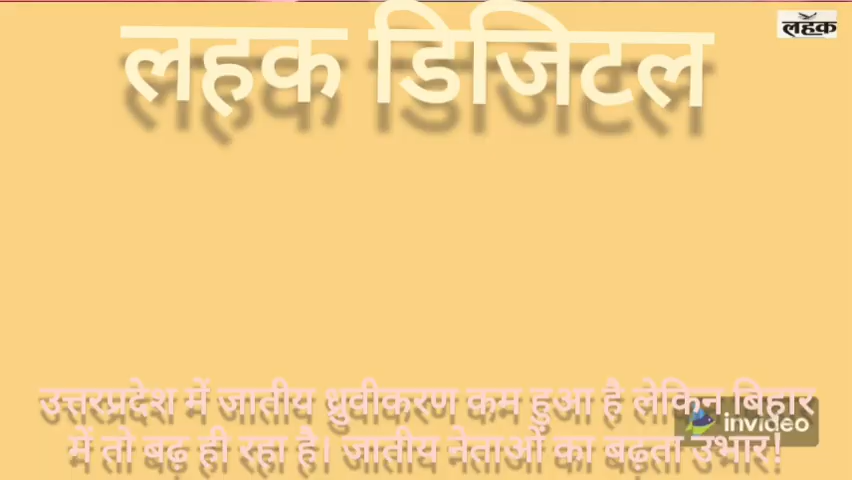 लहक
लहक डिजिटल
उत्तरप्रदेश में जातीय ध्रुवीकरण कम हुआ है लेकिन बिहार
invideo
में तो बढ़ ही रहा है। जातीय नेताओं का बढ़ता उभार!